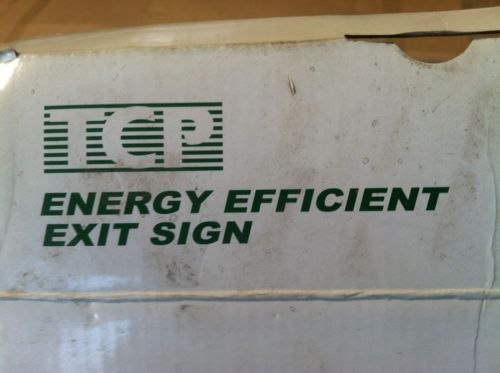 TCP
ENERGY EFFICIENT
EXIT SIGN